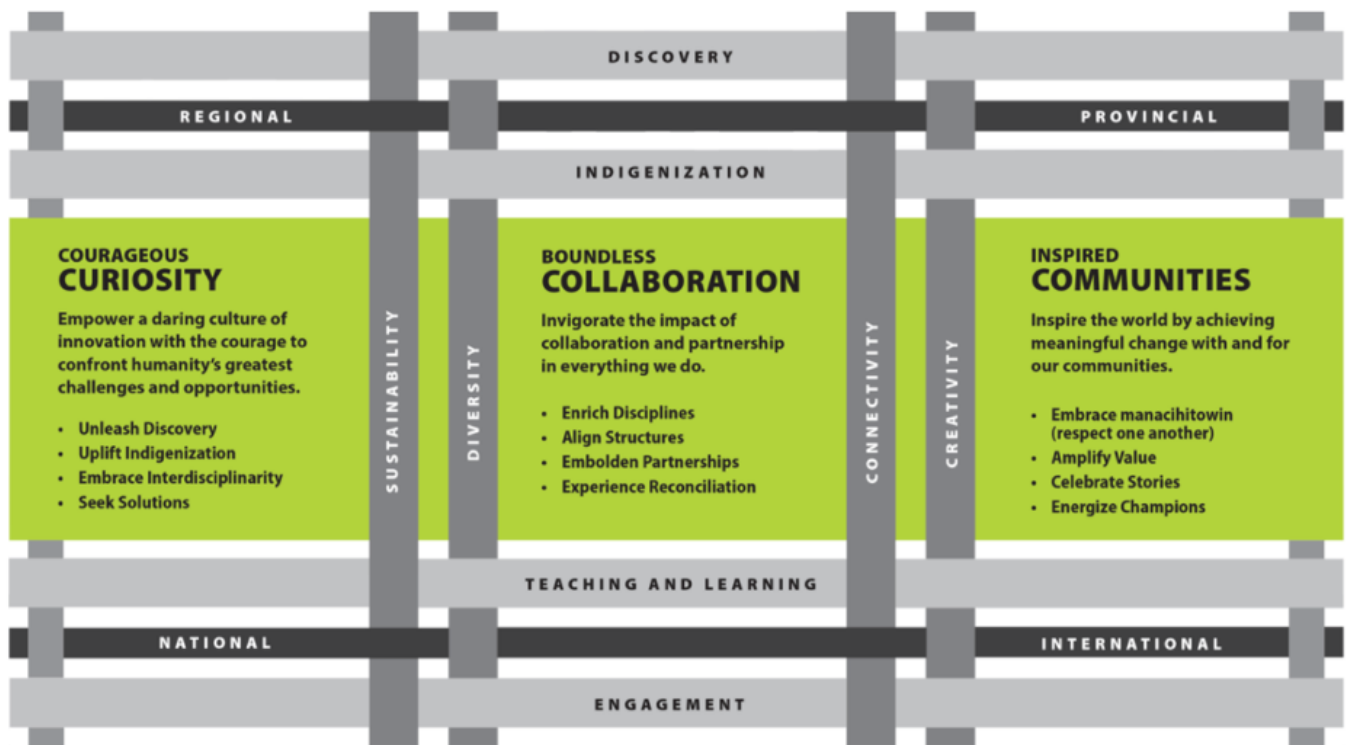 DISCOVERY
REGIONAL
PROVINCIAL
INDIGENIZATION
COURAGEOUS
CURIOSITY
Empower a daring culture of
innovation with the courage to
confront humanity's greatest
challenges and opportunities.
• Unleash Discovery
• Uplift Indigenization
• Embrace Interdisciplinarity
• Seek Solutions
SUSTAINABILITY
DIVERSITY
BOUNDLESS
COLLABORATION
Invigorate the impact of
collaboration and partnership
in everything we do.
• Enrich Disciplines
• Align Structures
• Embolden Partnerships
• Experience Reconciliation
CONNECTIVITY
CREATIVITY
INSPIRED
COMMUNITIES
Inspire the world by achieving
meaningful change with and for
our communities.
• Embrace manacihitowin
(respect one another)
• Amplify Value
• Celebrate Stories
• Energize Champions
TEACHING AND LEARNING
NATIONAL
INTERNATIONAL
ENGAGEMENT